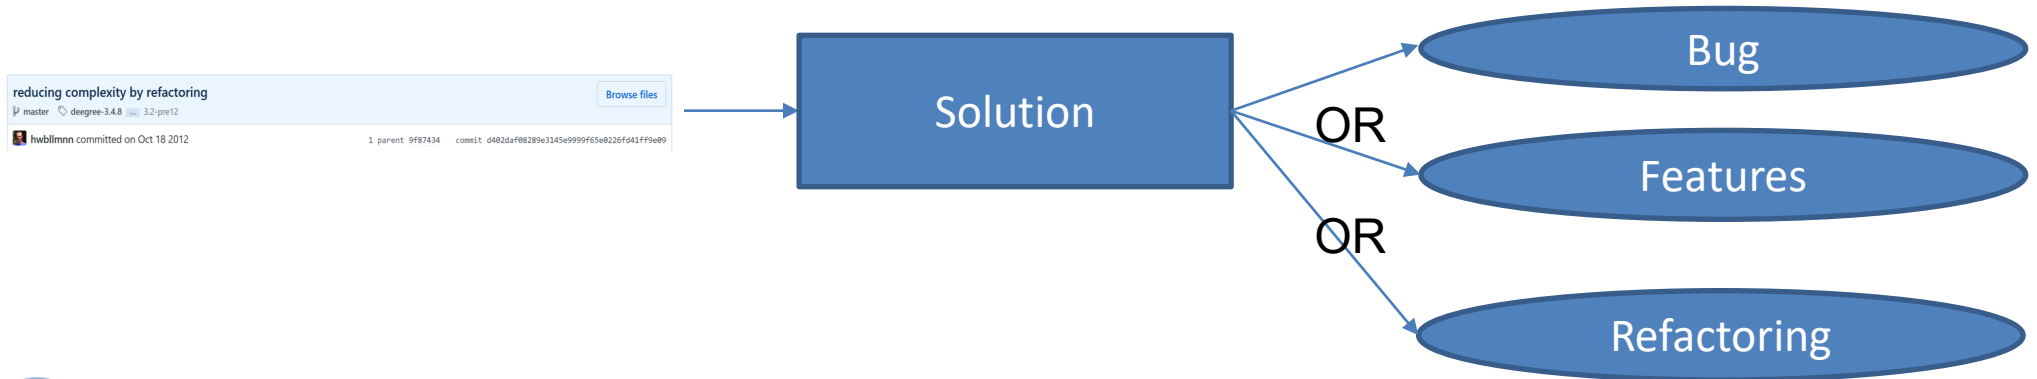 reducing complexity by refactoring
Browse files
master deegree-3.4.8 ... 3.2-pre12
hwbllmnn committed on Oct 18 2012
1 parent 9f87434 commit d402daf08289e3145e9999f65e0226fd41ff9e09
Solution
Bug
OR
Features
OR
Refactoring